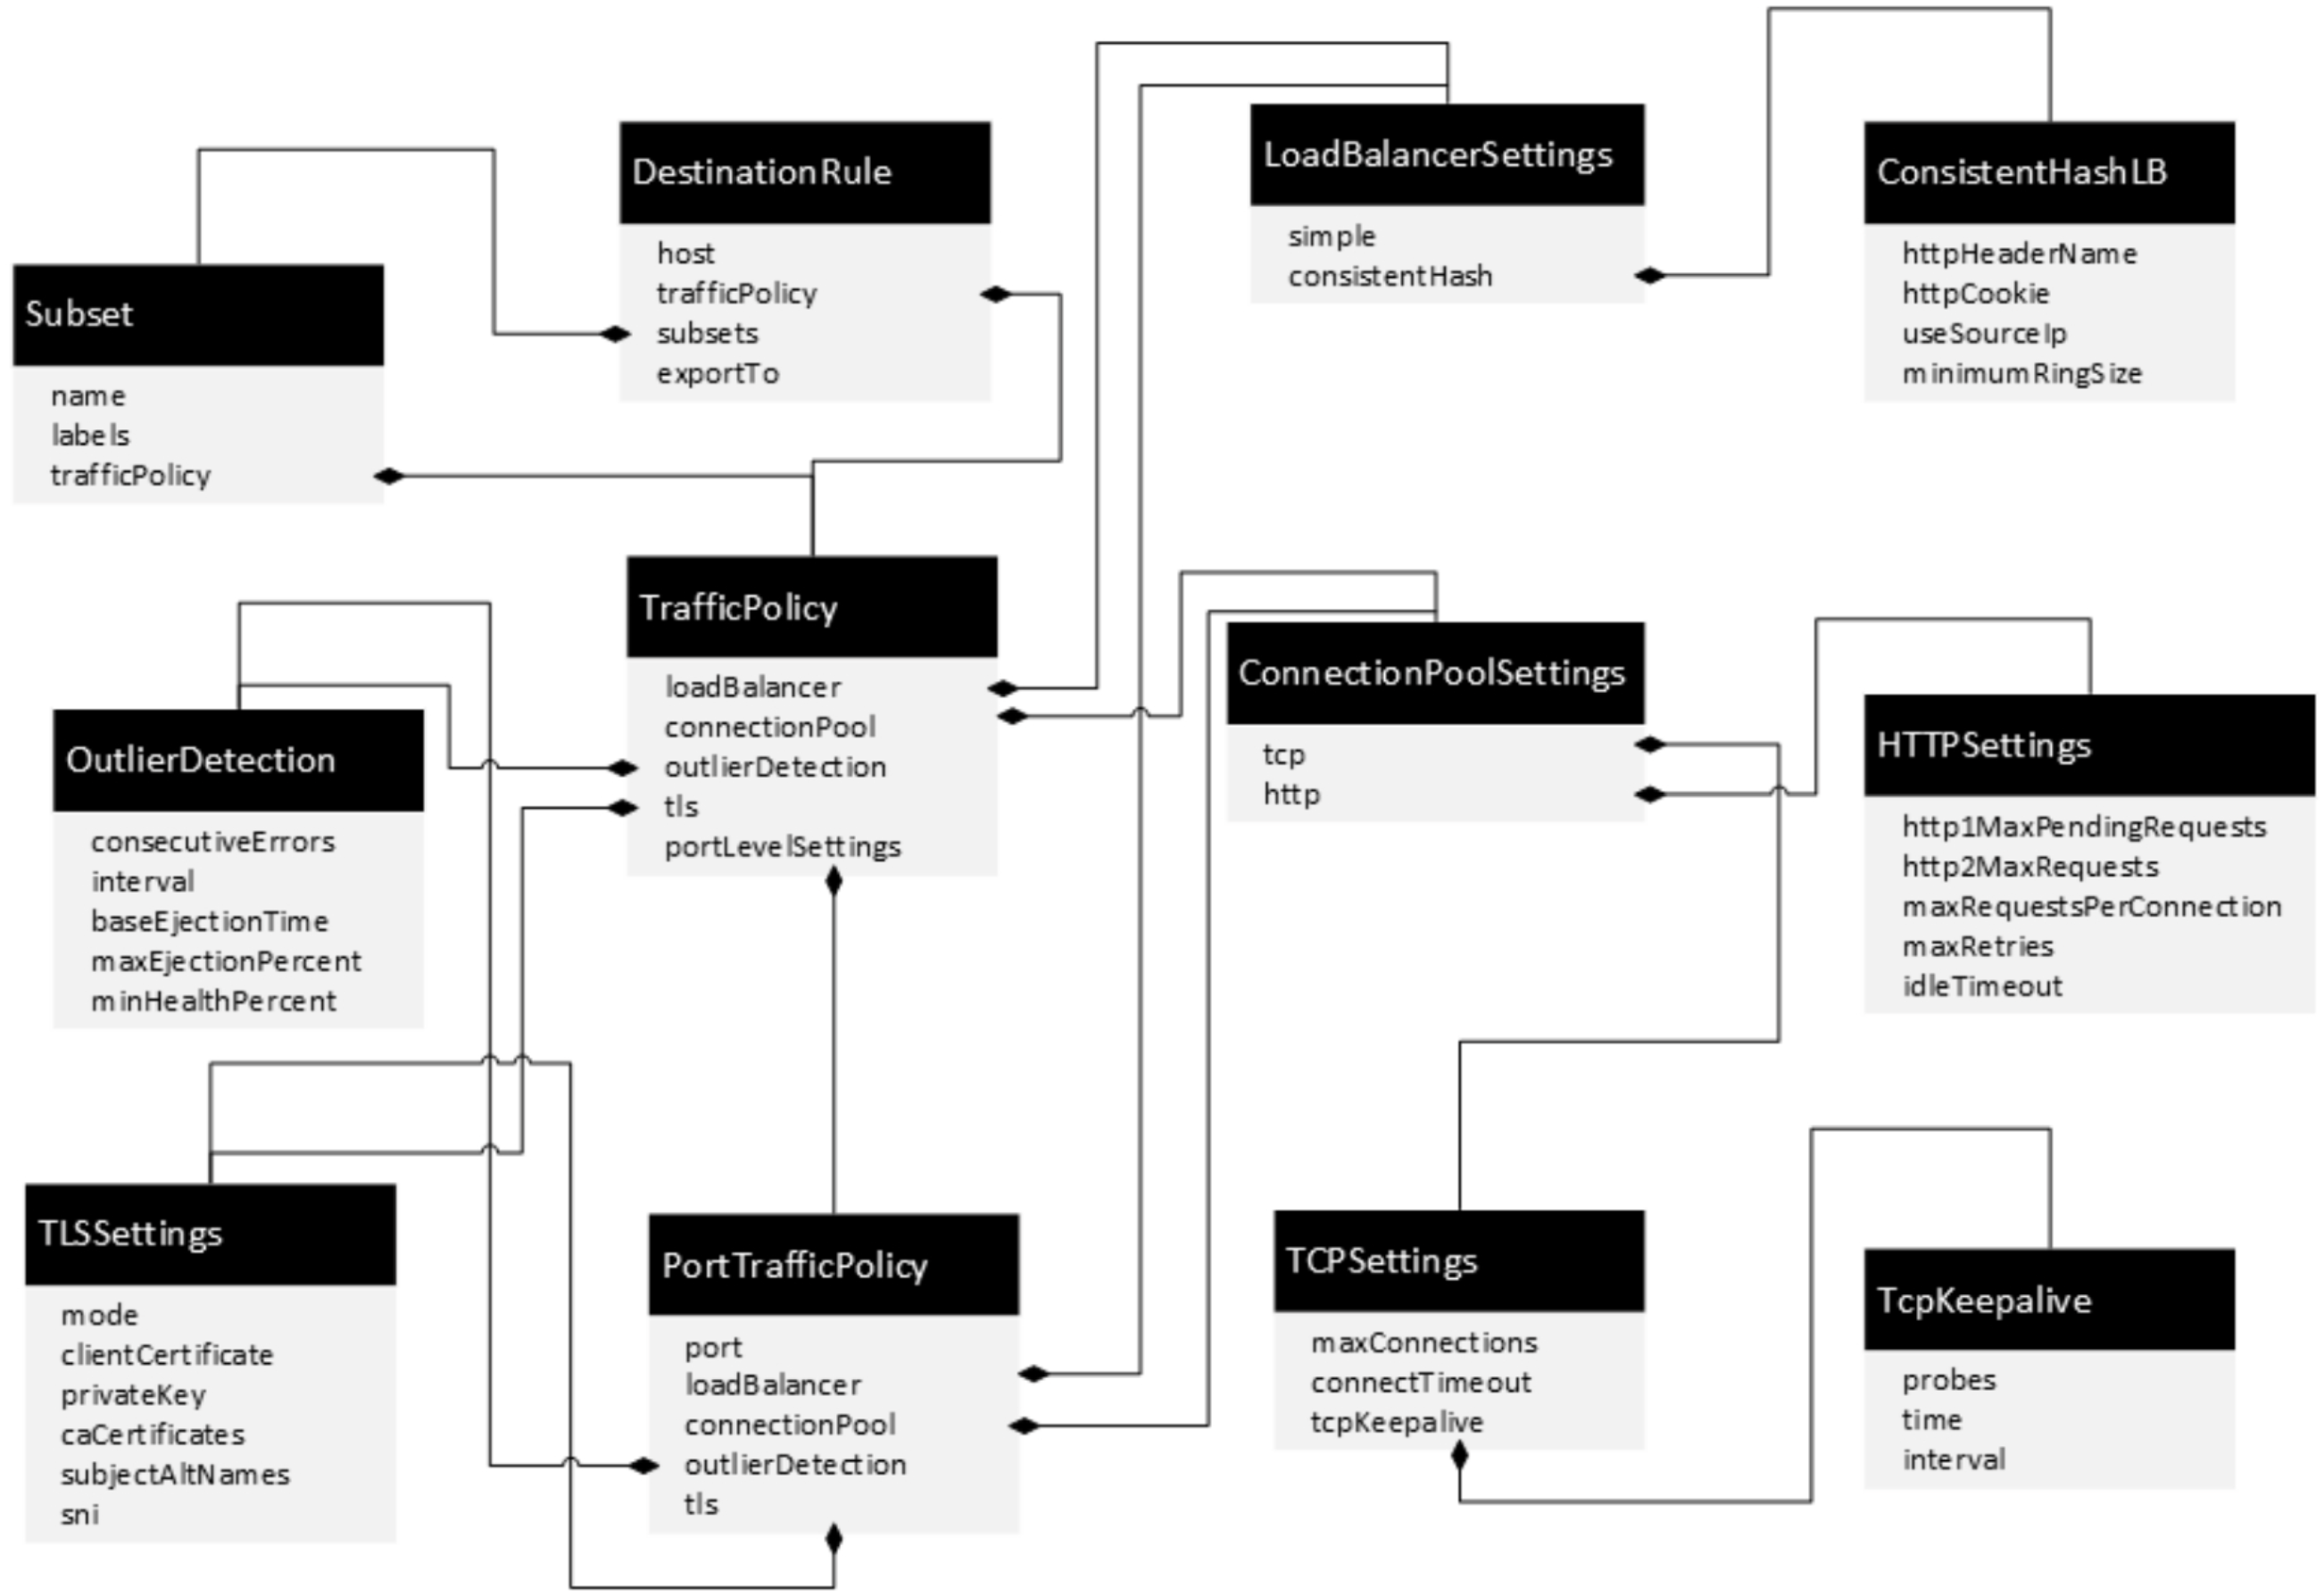 DestinationRule
host
trafficPolicy
subsets
exportTo
LoadBalancerSettings
simple
consistentHash
ConsistentHashLB
httpHeaderName
httpCookie
useSourceIp
minimumRingSize
Subset
name
labels
trafficPolicy
TrafficPolicy
loadBalancer
connectionPool
outlierDetection
tls
portLevelSettings
ConnectionPoolSettings
tcp
http
HTTPSettings
http1MaxPendingRequests
http2MaxRequests
maxRequestsPerConnection
maxRetries
idleTimeout
OutlierDetection
consecutiveErrors
interval
baseEjectionTime
maxEjectionPercent
minHealthPercent
TLSSettings
mode
clientCertificate
privateKey
caCertificates
subjectAltNames
sni
PortTrafficPolicy
port
loadBalancer
connectionPool
outlierDetection
tls
TCPSettings
maxConnections
connectTimeout
tcpKeepalive
TcpKeepalive
probes
time
interval